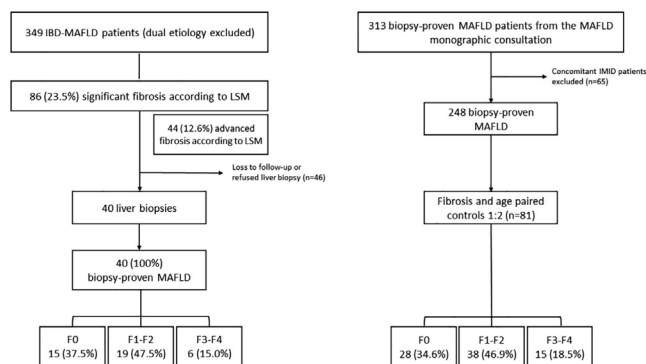 349 IBD-MAFLD patients (dual etiology excluded)
86 (23.5%) significant fibrosis according to LSM
44 (12.6%) advanced
fibrosis according to LSM
Loss to follow-up or
refused liver biopsy (n=46)
40 liver biopsies
40 (100%)
biopsy-proven MAFLD
F0
15 (37.5%)
F1-F2
19 (47.5%)
F3-F4
6 (15.0%)
313 biopsy-proven MAFLD patients from the MAFLD
monographic consultation
Concomitant IMID patients
excluded (n=65)
248 biopsy-proven
MAFLD
Fibrosis and age paired
controls 1:2 (n=81)
F0
28 (34.6%)
F1-F2
38 (46.9%)
F3-F4
15 (18.5%)